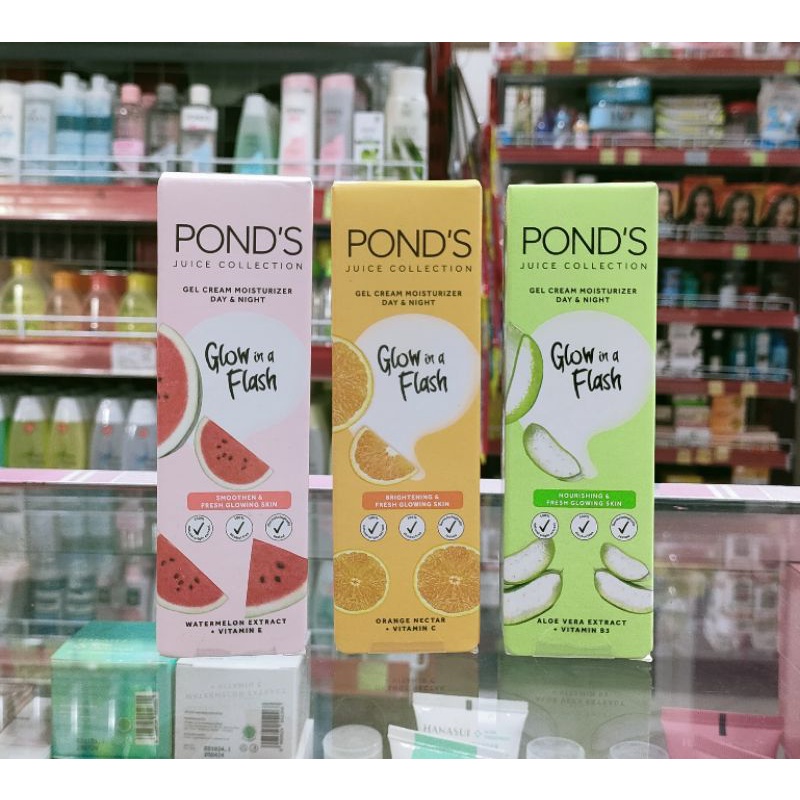 POND'S
JUICE COLLECTION
GEL CREAM MOISTURIZER
DAY & NIGHT
Glow in a
Flash
SMOOTHEN &
FRESH GLOWING SKIN
WATERMELON EXTRACT
+ VITAMIN E
POND'S
JUICE COLLECTION
GEL CREAM MOISTURIZER
DAY & NIGHT
Glow in a
Flash
BRIGHTENING &
FRESH GLOWING SKIN
ORANGE NECTAR
+ VITAMIN C
POND'S
JUICE COLLECTION
GEL CREAM MOISTURIZER
DAY & NIGHT
Glow in a
Flash
NOURISHING &
FRESH GLOWING SKIN
ALOE VERA EXTRACT
+ VITAMIN B3
HANASUI